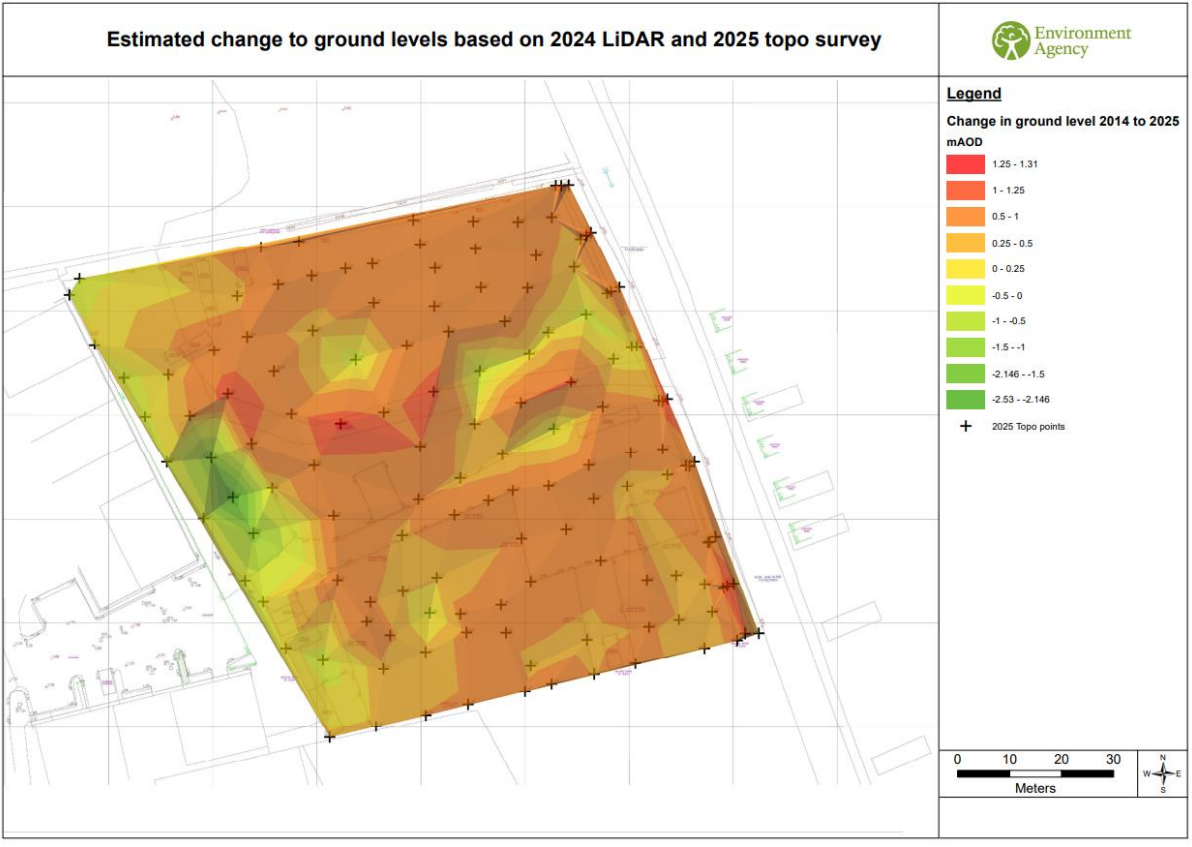 Estimated change to ground levels based on 2024 LiDAR and 2025 topo survey
Environment
Agency
Legend
Change in ground level 2014 to 2025
mAOD
1.25 - 1.31
1 - 1.25
0.5 - 1
0.25 - 0.5
0 - 0.25
-0.5 - 0
-1 - -0.5
-1.5 - -1
-2.146 - -1.5
-2.53 - -2.146
2025 Topo points
0 10 20 30
Meters
N
W E
S